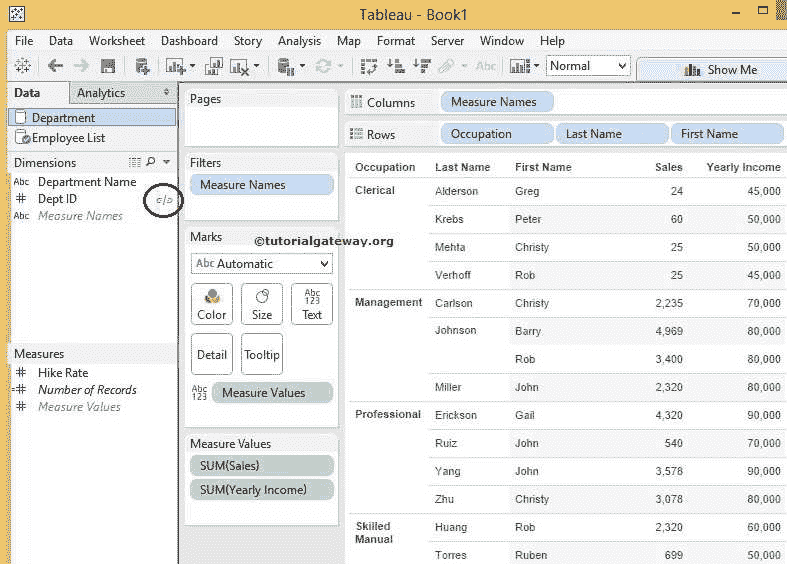 Tableau - Book1
File Data Worksheet Dashboard Story Analysis Map Format Server Window Help
Abc Normal Show Me
Data Analytics
Department
Employee List
Dimensions
Abc Department Name
# Dept ID
Abc Measure Names
Measures
# Hike Rate
=# Number of Records
# Measure Values
Pages
Filters
Measure Names
Marks
©tutorialgateway.org
Abc Automatic
Color Size Abc 123 Text
Detail Tooltip
Abc 123 Measure Values
Measure Values
SUM(Sales)
SUM(Yearly Income)
Columns Measure Names
Rows Occupation Last Name First Name
Occupation Last Name First Name Sales Yearly Income
Clerical Alderson Greg 24 45,000
Krebs Peter 60 50,000
Mehta Christy 25 50,000
Verhoff Rob 25 45,000
Management Carlson Christy 2,235 70,000
Johnson Barry 4,969 80,000
Rob 3,400 80,000
Miller John 2,320 80,000
Professional Erickson Gail 4,320 90,000
Ruiz John 540 70,000
Yang John 3,578 90,000
Zhu Christy 3,078 80,000
Skilled Manual Huang Rob 2,320 60,000
Torres Ruben 699 50,000